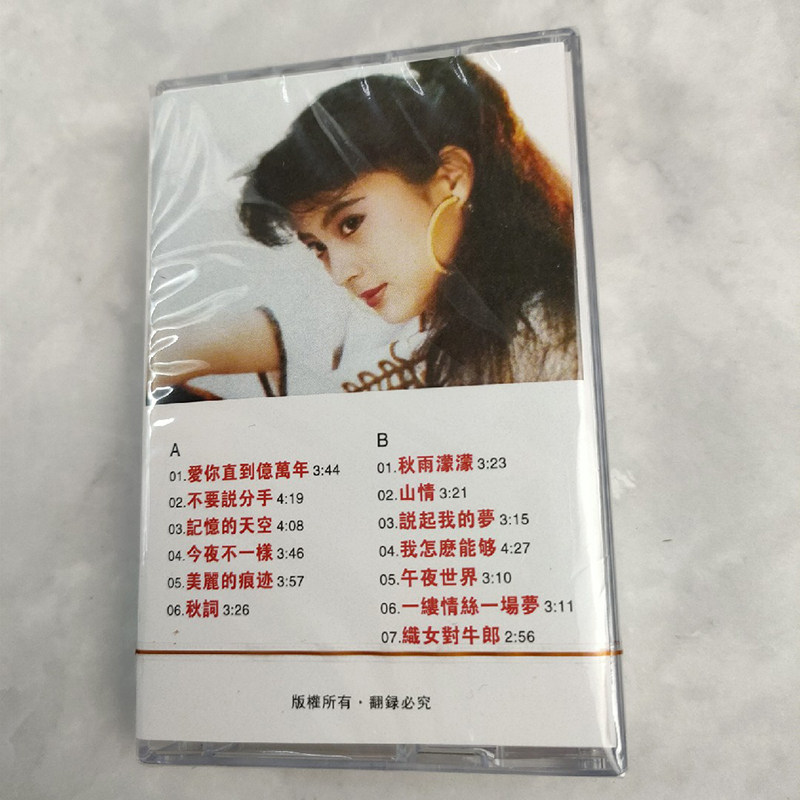 A
01.愛你直到億萬年 3:44
02.不要説分手 4:19
03.記憶的天空 4:08
04.今夜不一樣 3:46
05.美麗的痕迹 3:57
06.秋詞 3:26
B
01.秋雨濛濛 3:23
02.山情 3:21
03.説起我的夢 3:15
04.我怎麽能够 4:27
05.午夜世界 3:10
06.一縷情絲一場夢 3:11
07.織女對牛郎 2:56
版權所有·翻録必究